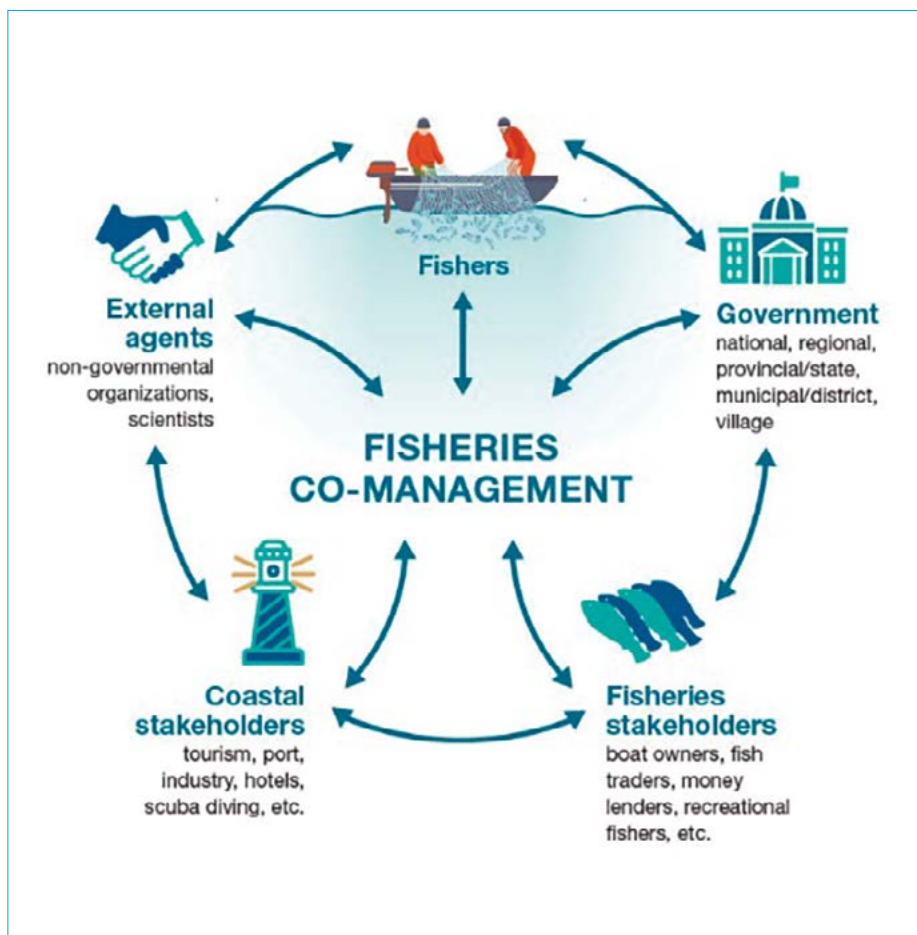 Fishers
External
agents
non-governmental
organizations,
scientists
Government
national, regional,
provincial/state,
municipal/district,
village
FISHERIES
CO-MANAGEMENT
Coastal
stakeholders
tourism, port,
industry, hotels,
scuba diving, etc.
Fisheries
stakeholders
boat owners, fish
traders, money
lenders, recreational
fishers, etc.